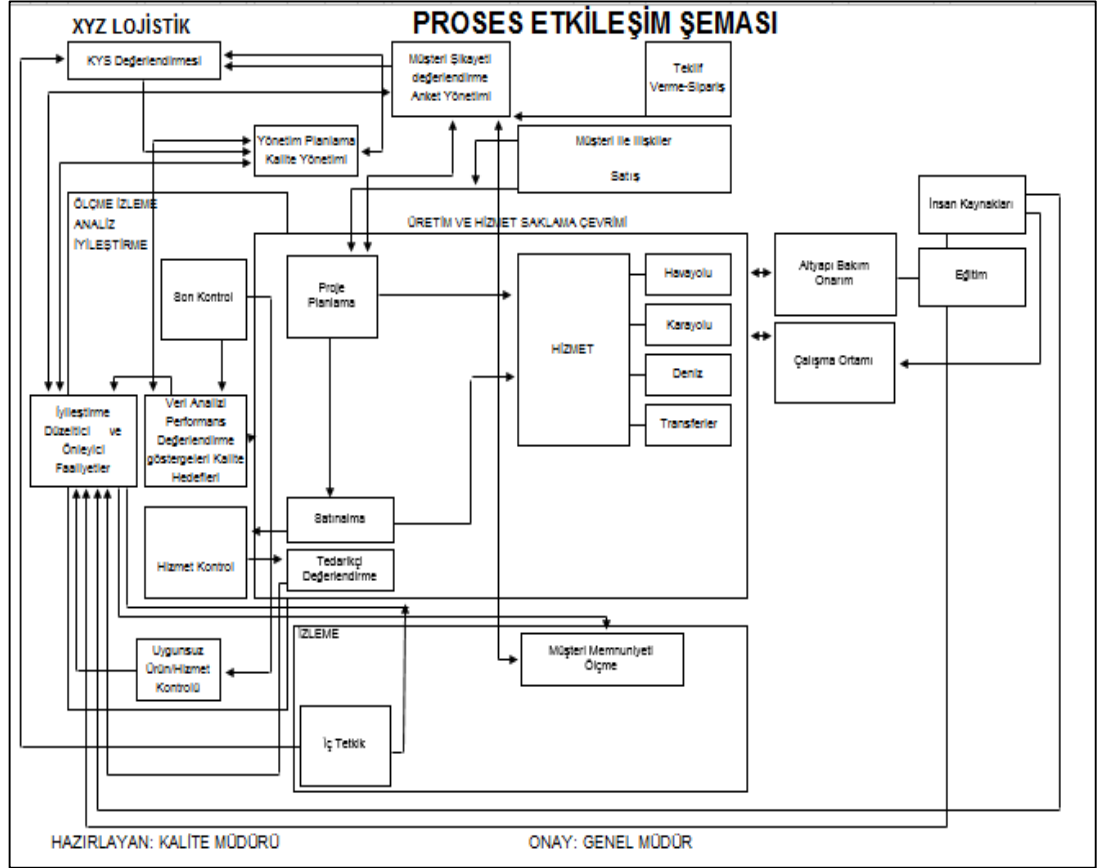 XYZ LOJİSTİK
PROSES ETKİLEŞİM ŞEMASI
KYS Değerlendirmesi
Müşteri Şikayeti
değerlendirme
Anket Yönetimi
Teklif
Verme-Sipariş
Yönetim Planlama
Kalite Yönetimi
Müşteri ile ilişkiler
Satış
İnsan Kaynakları
ÖLÇME İZLEME
ANALİZ
İYİLEŞTİRME
ÜRETİM VE HİZMET SAKLAMA ÇEVRİMİ
Son Kontrol
Proje
Planlama
HİZMET
Havayolu
Karayolu
Deniz
Transferler
Altyapı Bakım
Onarım
Eğitim
Çalışma Ortamı
İyileştirme
Düzeltici ve
Önleyici
Faaliyetler
Veri Analizi
Performans
Değerlendirme
göstergeleri Kalite
Hedefleri
Satınalma
Hizmet Kontrol
Tedarikçi
Değerlendirme
İZLEME
Uygunsuz
Ürün/Hizmet
Kontrolü
Müşteri Memnuniyeti
Ölçme
İç Tetkik
HAZIRLAYAN: KALİTE MÜDÜRÜ
ONAY: GENEL MÜDÜR